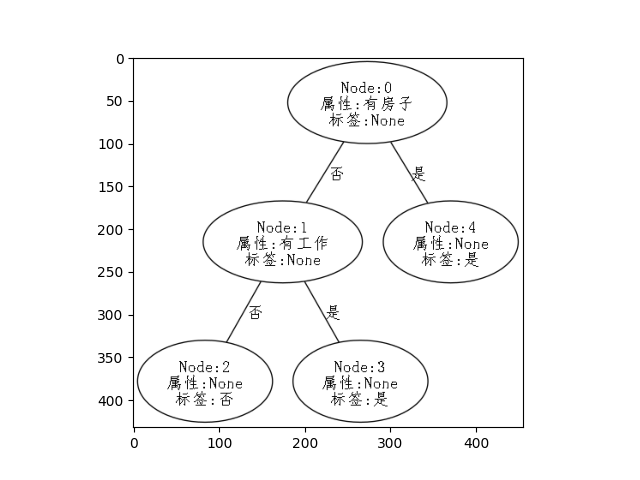 0
50
100
150
200
250
300
350
400
0
100
200
300
400
Node:0
属性:有房子
标签:None
否
是
Node:1
属性:有工作
标签:None
Node:4
属性:None
标签:是
否
是
Node:2
属性:None
标签:否
Node:3
属性:None
标签:是